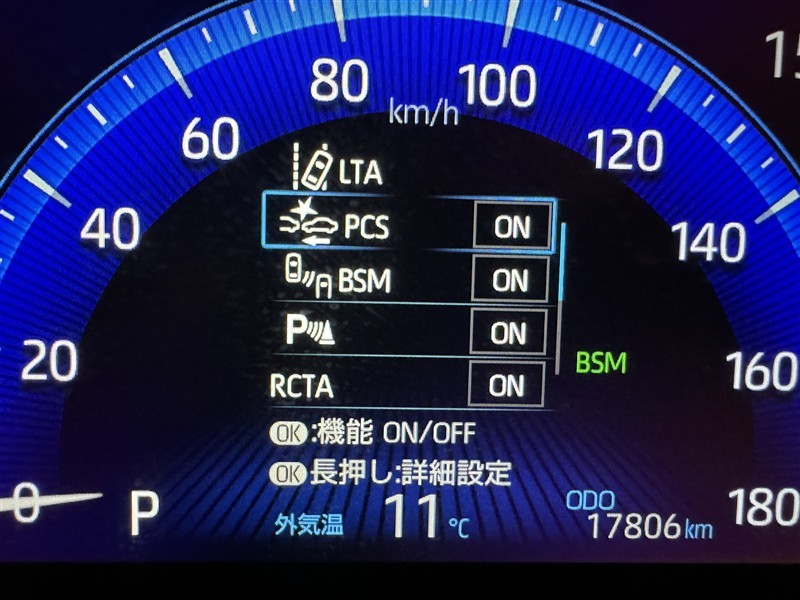 80
100
km/h
60
120
LTA
40
PCS ON
140
BSM ON
P ON
20
BSM
160
RCTA ON
OK:機能 ON/OFF
OK長押し:詳細設定
0
P
外気温 11℃
ODO
17806km
180